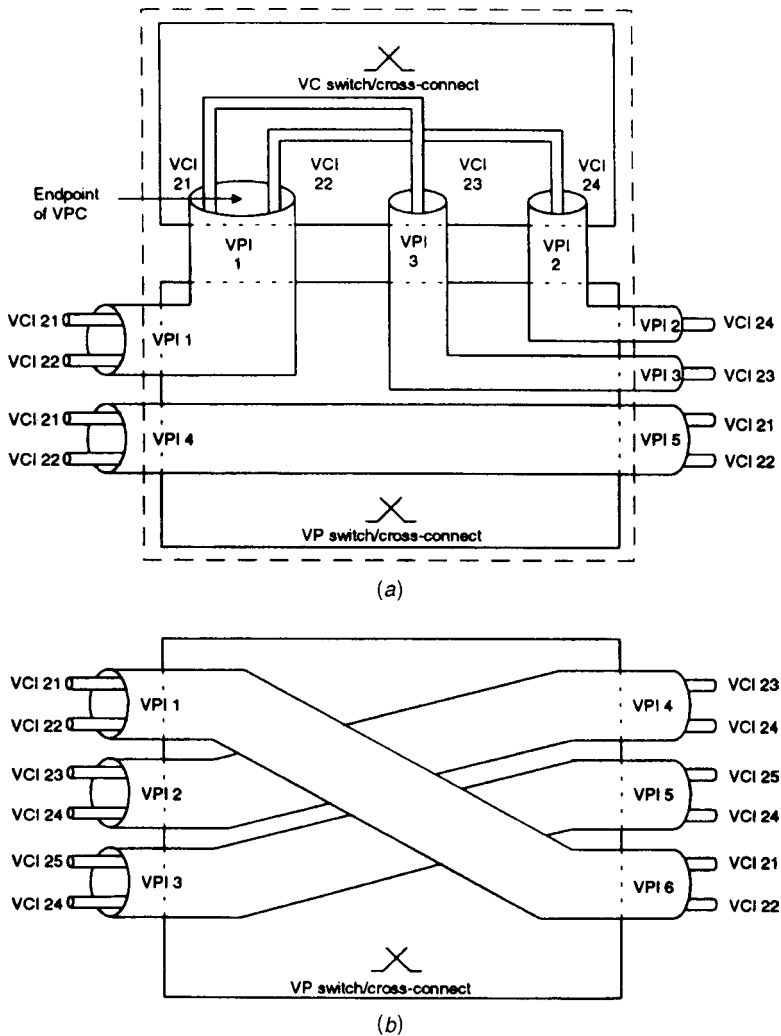 VC switch/cross-connect
VCI
21
VCI
22
VCI
23
VCI
24
Endpoint
of VPC
VPI
1
VPI
3
VPI
2
VCI 21
VCI 22
VPI 1
VPI 2
VCI 24
VPI 3
VCI 23
VCI 21
VCI 22
VPI 4
VPI 5
VCI 21
VCI 22
VP switch/cross-connect
(a)
VCI 21
VCI 22
VPI 1
VPI 4
VCI 23
VCI 24
VCI 23
VCI 24
VPI 2
VPI 5
VCI 25
VCI 24
VCI 25
VCI 24
VPI 3
VPI 6
VCI 21
VCI 22
VP switch/cross-connect
(b)